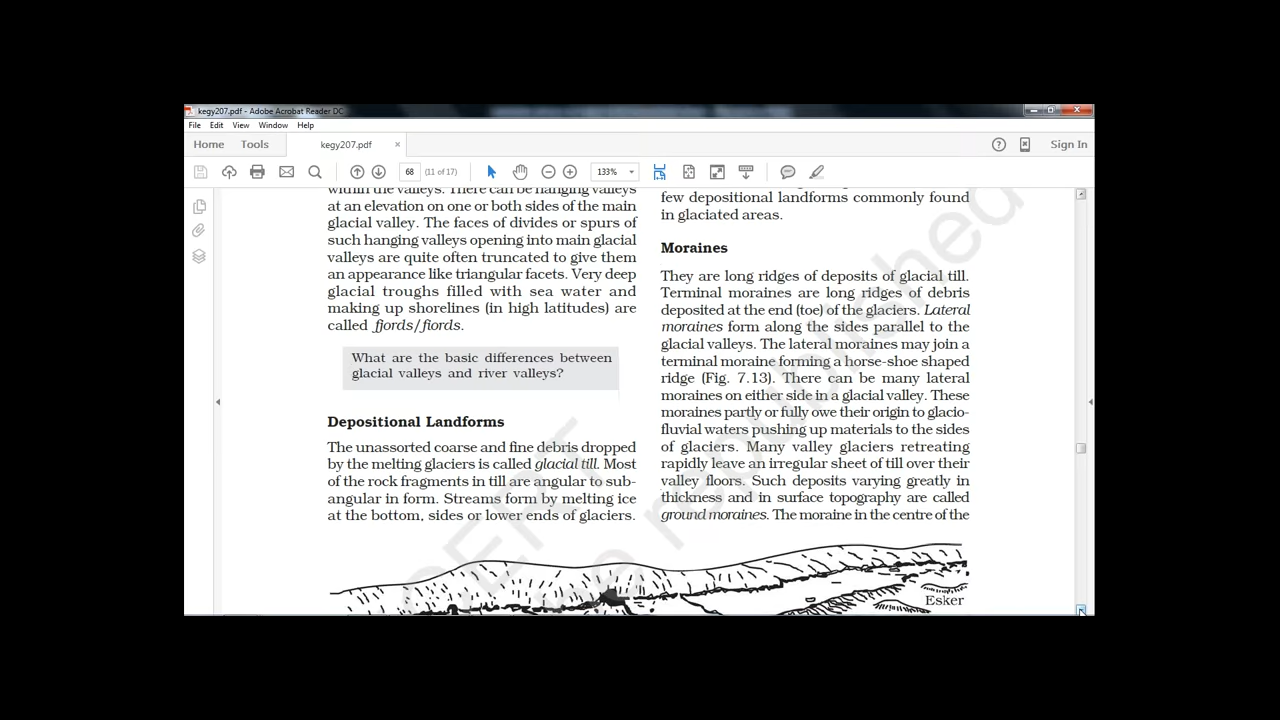 kegy207.pdf - Adobe Acrobat Reader DC
File Edit View Window Help
Home Tools kegy207.pdf × Sign In
68 (11 of 17) 133%
within the valleys. There can be hanging valleys
at an elevation on one or both sides of the main
glacial valley. The faces of divides or spurs of
such hanging valleys opening into main glacial
valleys are quite often truncated to give them
an appearance like triangular facets. Very deep
glacial troughs filled with sea water and
making up shorelines (in high latitudes) are
called fjords/fiords.
What are the basic differences between
glacial valleys and river valleys?
Depositional Landforms
The unassorted coarse and fine debris dropped
by the melting glaciers is called glacial till. Most
of the rock fragments in till are angular to sub-
angular in form. Streams form by melting ice
at the bottom, sides or lower ends of glaciers.
few depositional landforms commonly found
in glaciated areas.
Moraines
They are long ridges of deposits of glacial till.
Terminal moraines are long ridges of debris
deposited at the end (toe) of the glaciers. Lateral
moraines form along the sides parallel to the
glacial valleys. The lateral moraines may join a
terminal moraine forming a horse-shoe shaped
ridge (Fig. 7.13). There can be many lateral
moraines on either side in a glacial valley. These
moraines partly or fully owe their origin to glacio-
fluvial waters pushing up materials to the sides
of glaciers. Many valley glaciers retreating
rapidly leave an irregular sheet of till over their
valley floors. Such deposits varying greatly in
thickness and in surface topography are called
ground moraines. The moraine in the centre of the
Esker
republished